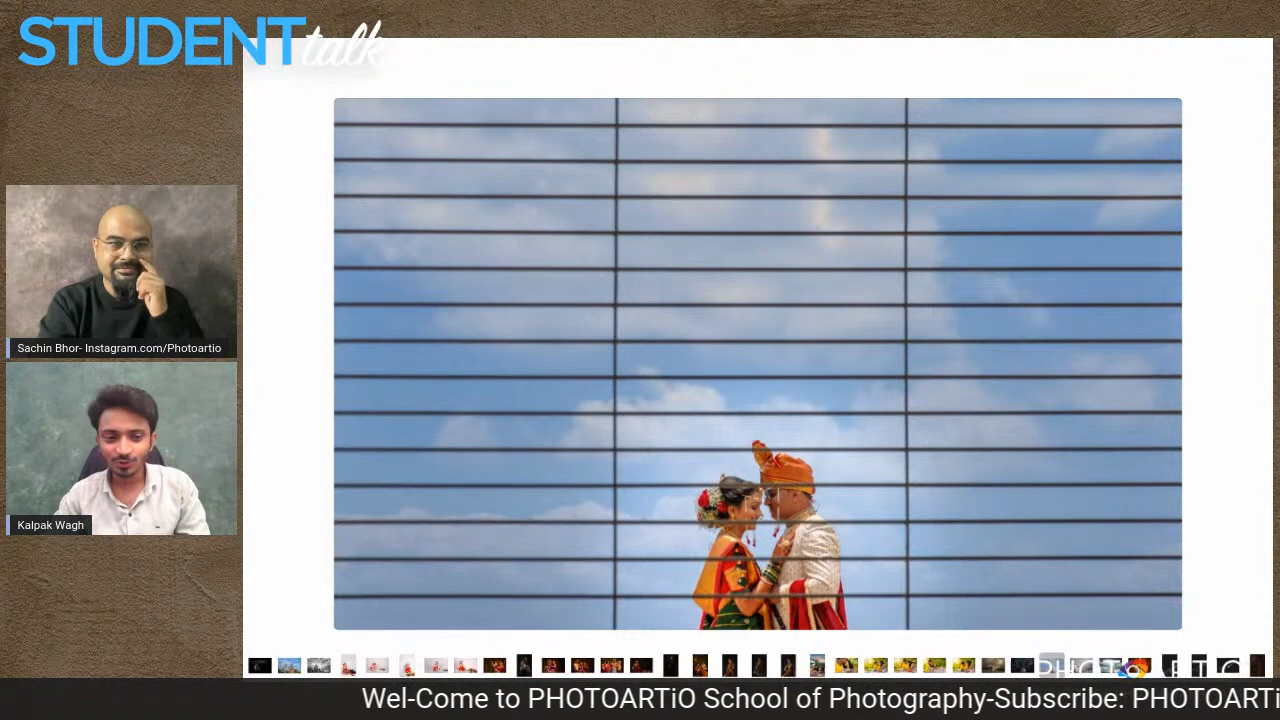 STUDENT talk
Sachin Bhor- Instagram.com/Photoartio
Kalpak Wagh
Wel-Come to PHOTOARTiO School of Photography-Subscribe: PHOTOARTi